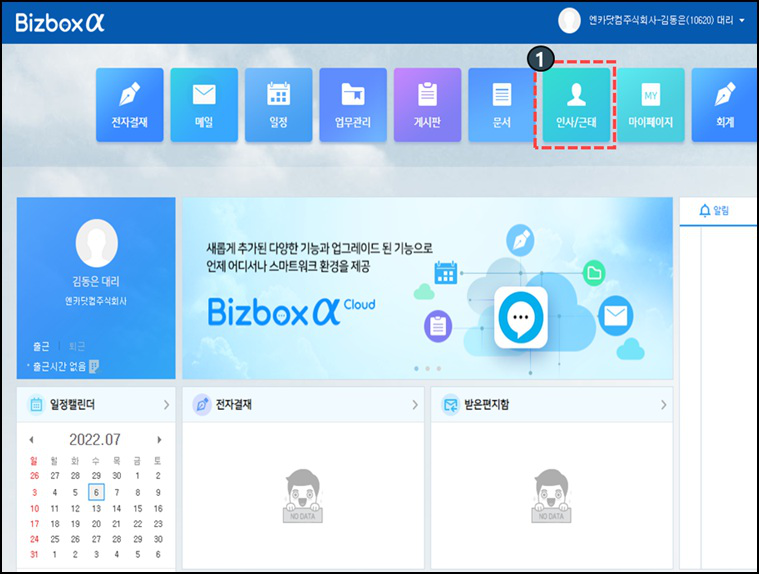 Bizbox α
엔카닷컴주식회사-김동은(10620) 대리
1
전자결재
메일
일정
업무관리
게시판
문서
인사/근태
MY
마이페이지
회계
김동은 대리
엔카닷컴주식회사
출근 | 퇴근
· 출근시간 없음
새롭게 추가된 다양한 기능과 업그레이드 된 기능으로
언제 어디서나 스마트워크 환경을 제공
Bizbox α Cloud
알림
일정캘린더
2022.07
일 월 화 수 목 금 토
26 27 28 29 30 1 2
3 4 5 6 7 8 9
10 11 12 13 14 15 16
17 18 19 20 21 22 23
24 25 26 27 28 29 30
31 1 2 3 4 5 6
전자결재
NO DATA
받은편지함
NO DATA